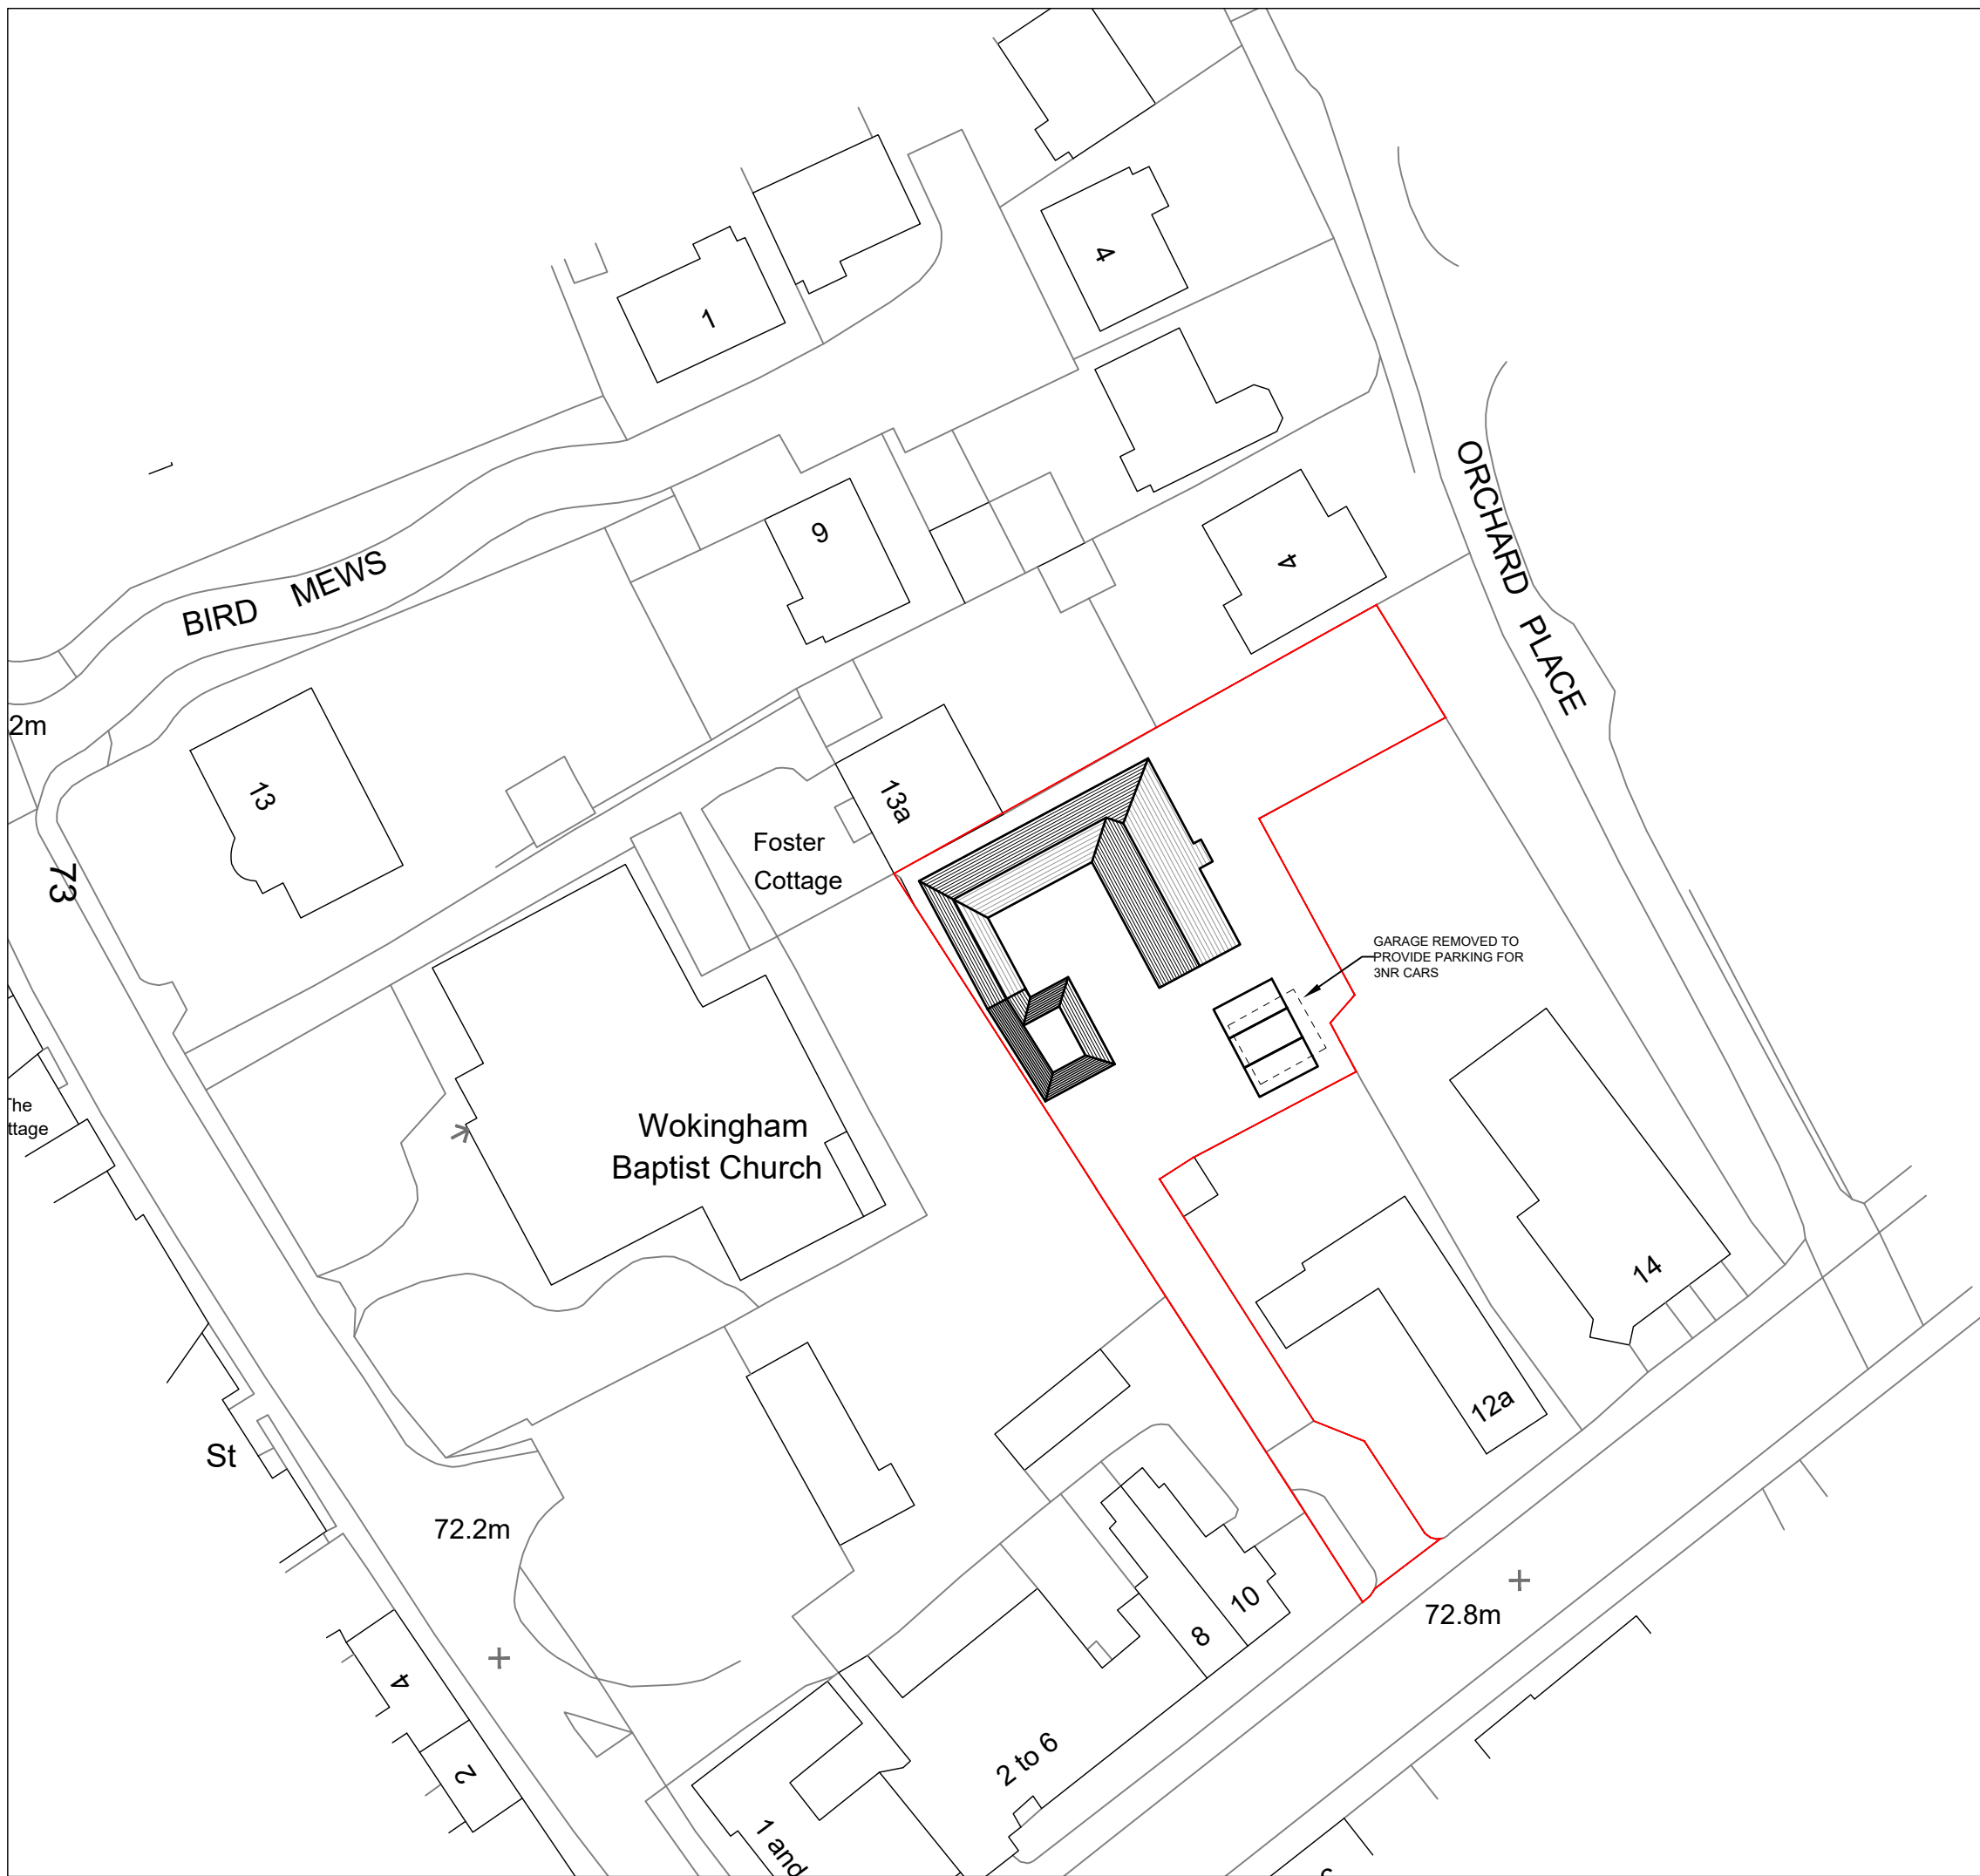 4
1
ORCHARD PLACE
9
4
BIRD MEWS
2m
13
13a
Foster
Cottage
73
GARAGE REMOVED TO
PROVIDE PARKING FOR
3NR CARS
The
ttage
Wokingham
Baptist Church
14
12a
St
72.2m
10
8
72.8m
4
2
2 to 6
1 and